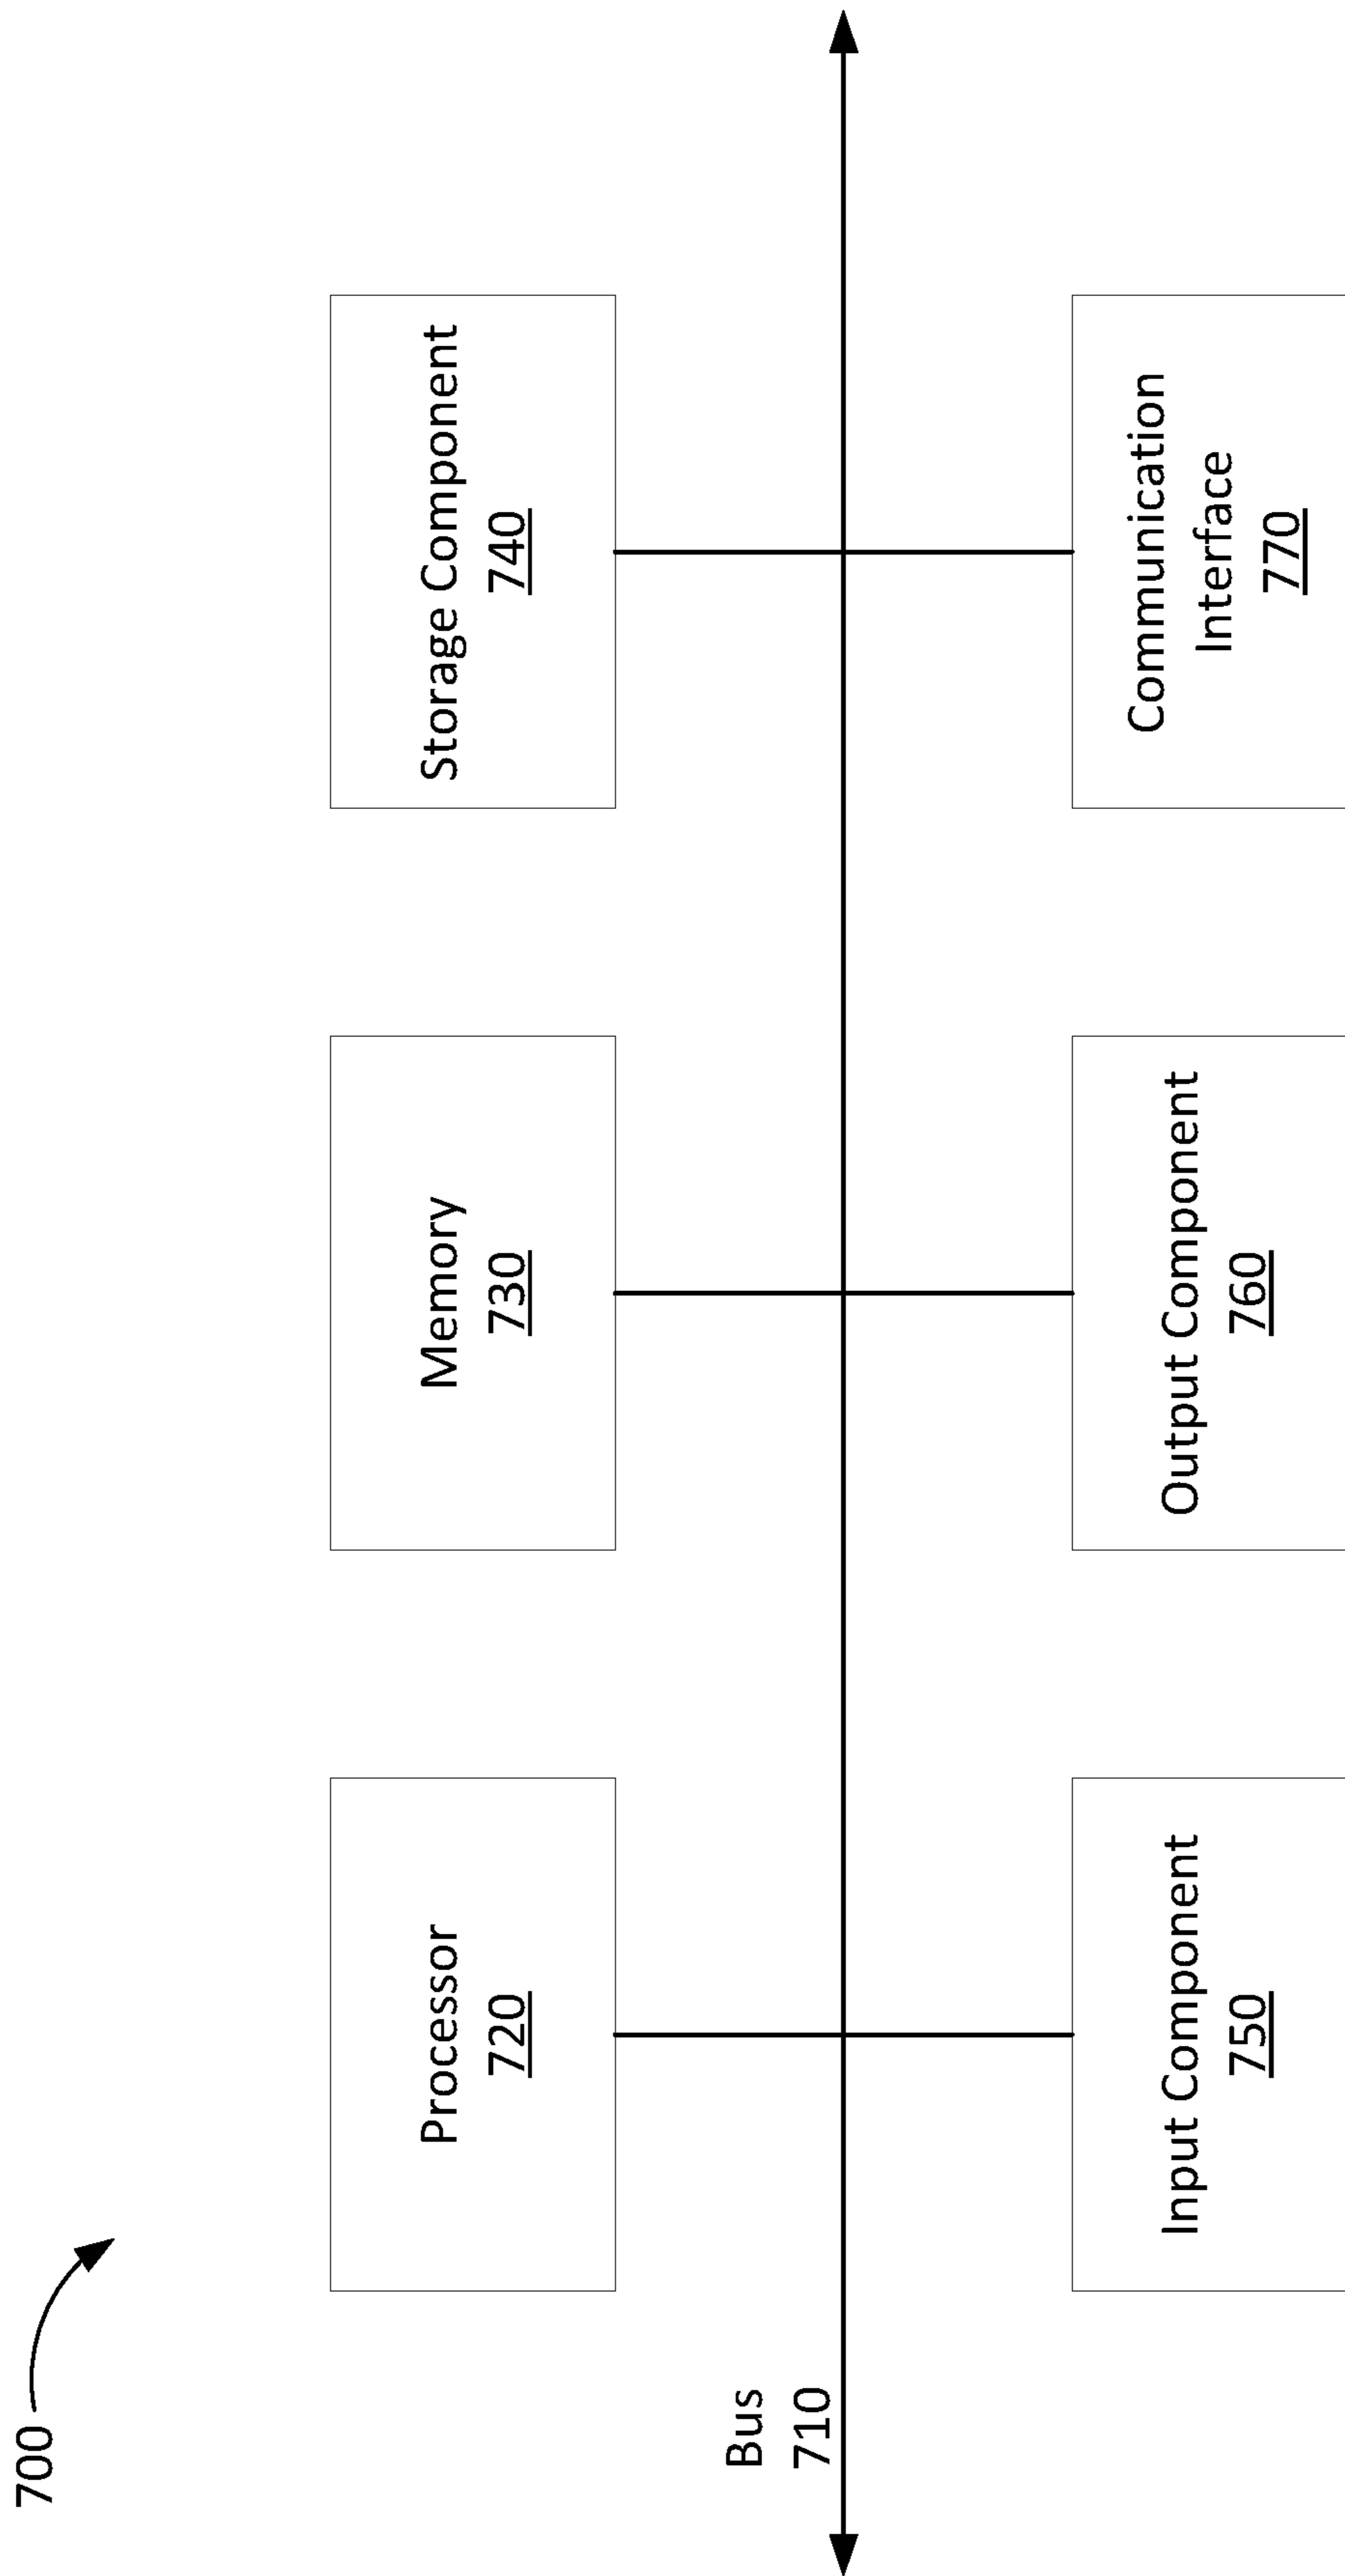 700
Processor
720
Memory
730
Storage Component
740
Bus
710
Input Component
750
Output Component
760
Communication
Interface
770